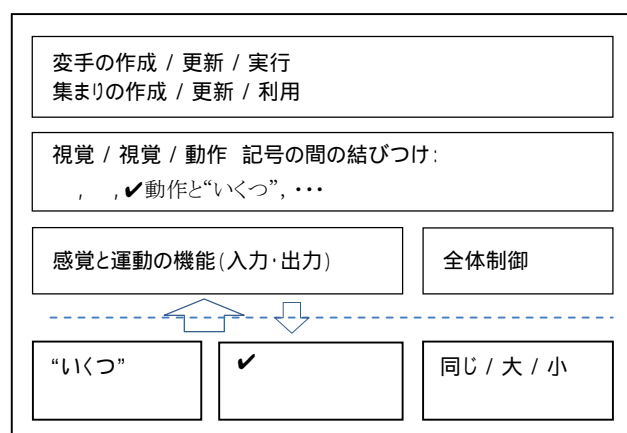 変手の作成 / 更新 / 実行
集まりの作成 / 更新 / 利用
視覚 / 視覚 / 動作 記号の間の結びつけ:
, , ✔動作と“いくつ”, ・・・
感覚と運動の機能(入力・出力)
全体制御
“いくつ”
✔
同じ / 大 / 小